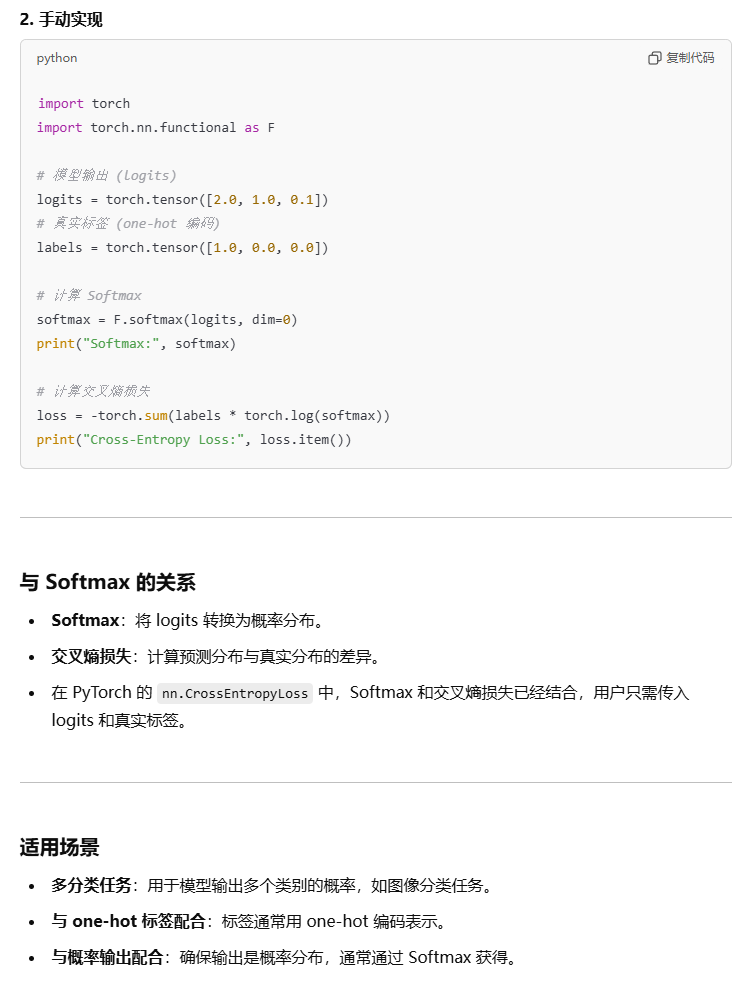 2. 手动实现
python
复制代码
import torch
import torch.nn.functional as F
# 模型输出 (logits)
logits = torch.tensor([2.0, 1.0, 0.1])
# 真实标签 (one-hot 编码)
labels = torch.tensor([1.0, 0.0, 0.0])
# 计算 Softmax
softmax = F.softmax(logits, dim=0)
print("Softmax:", softmax)
# 计算交叉熵损失
loss = -torch.sum(labels * torch.log(softmax))
print("Cross-Entropy Loss:", loss.item())
与 Softmax 的关系
• Softmax：将 logits 转换为概率分布。
• 交叉熵损失：计算预测分布与真实分布的差异。
• 在 PyTorch 的 nn.CrossEntropyLoss 中，Softmax 和交叉熵损失已经结合，用户只需传入
logits 和真实标签。
适用场景
• 多分类任务：用于模型输出多个类别的概率，如图像分类任务。
• 与 one-hot 标签配合：标签通常用 one-hot 编码表示。
• 与概率输出配合：确保输出是概率分布，通常通过 Softmax 获得。